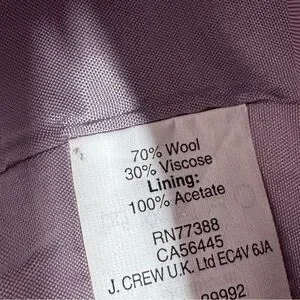 70% Wool
30% Viscose
Lining:
100% Acetate
RN77388
CA56445
J. CREW U.K. Ltd EC4V 6JA